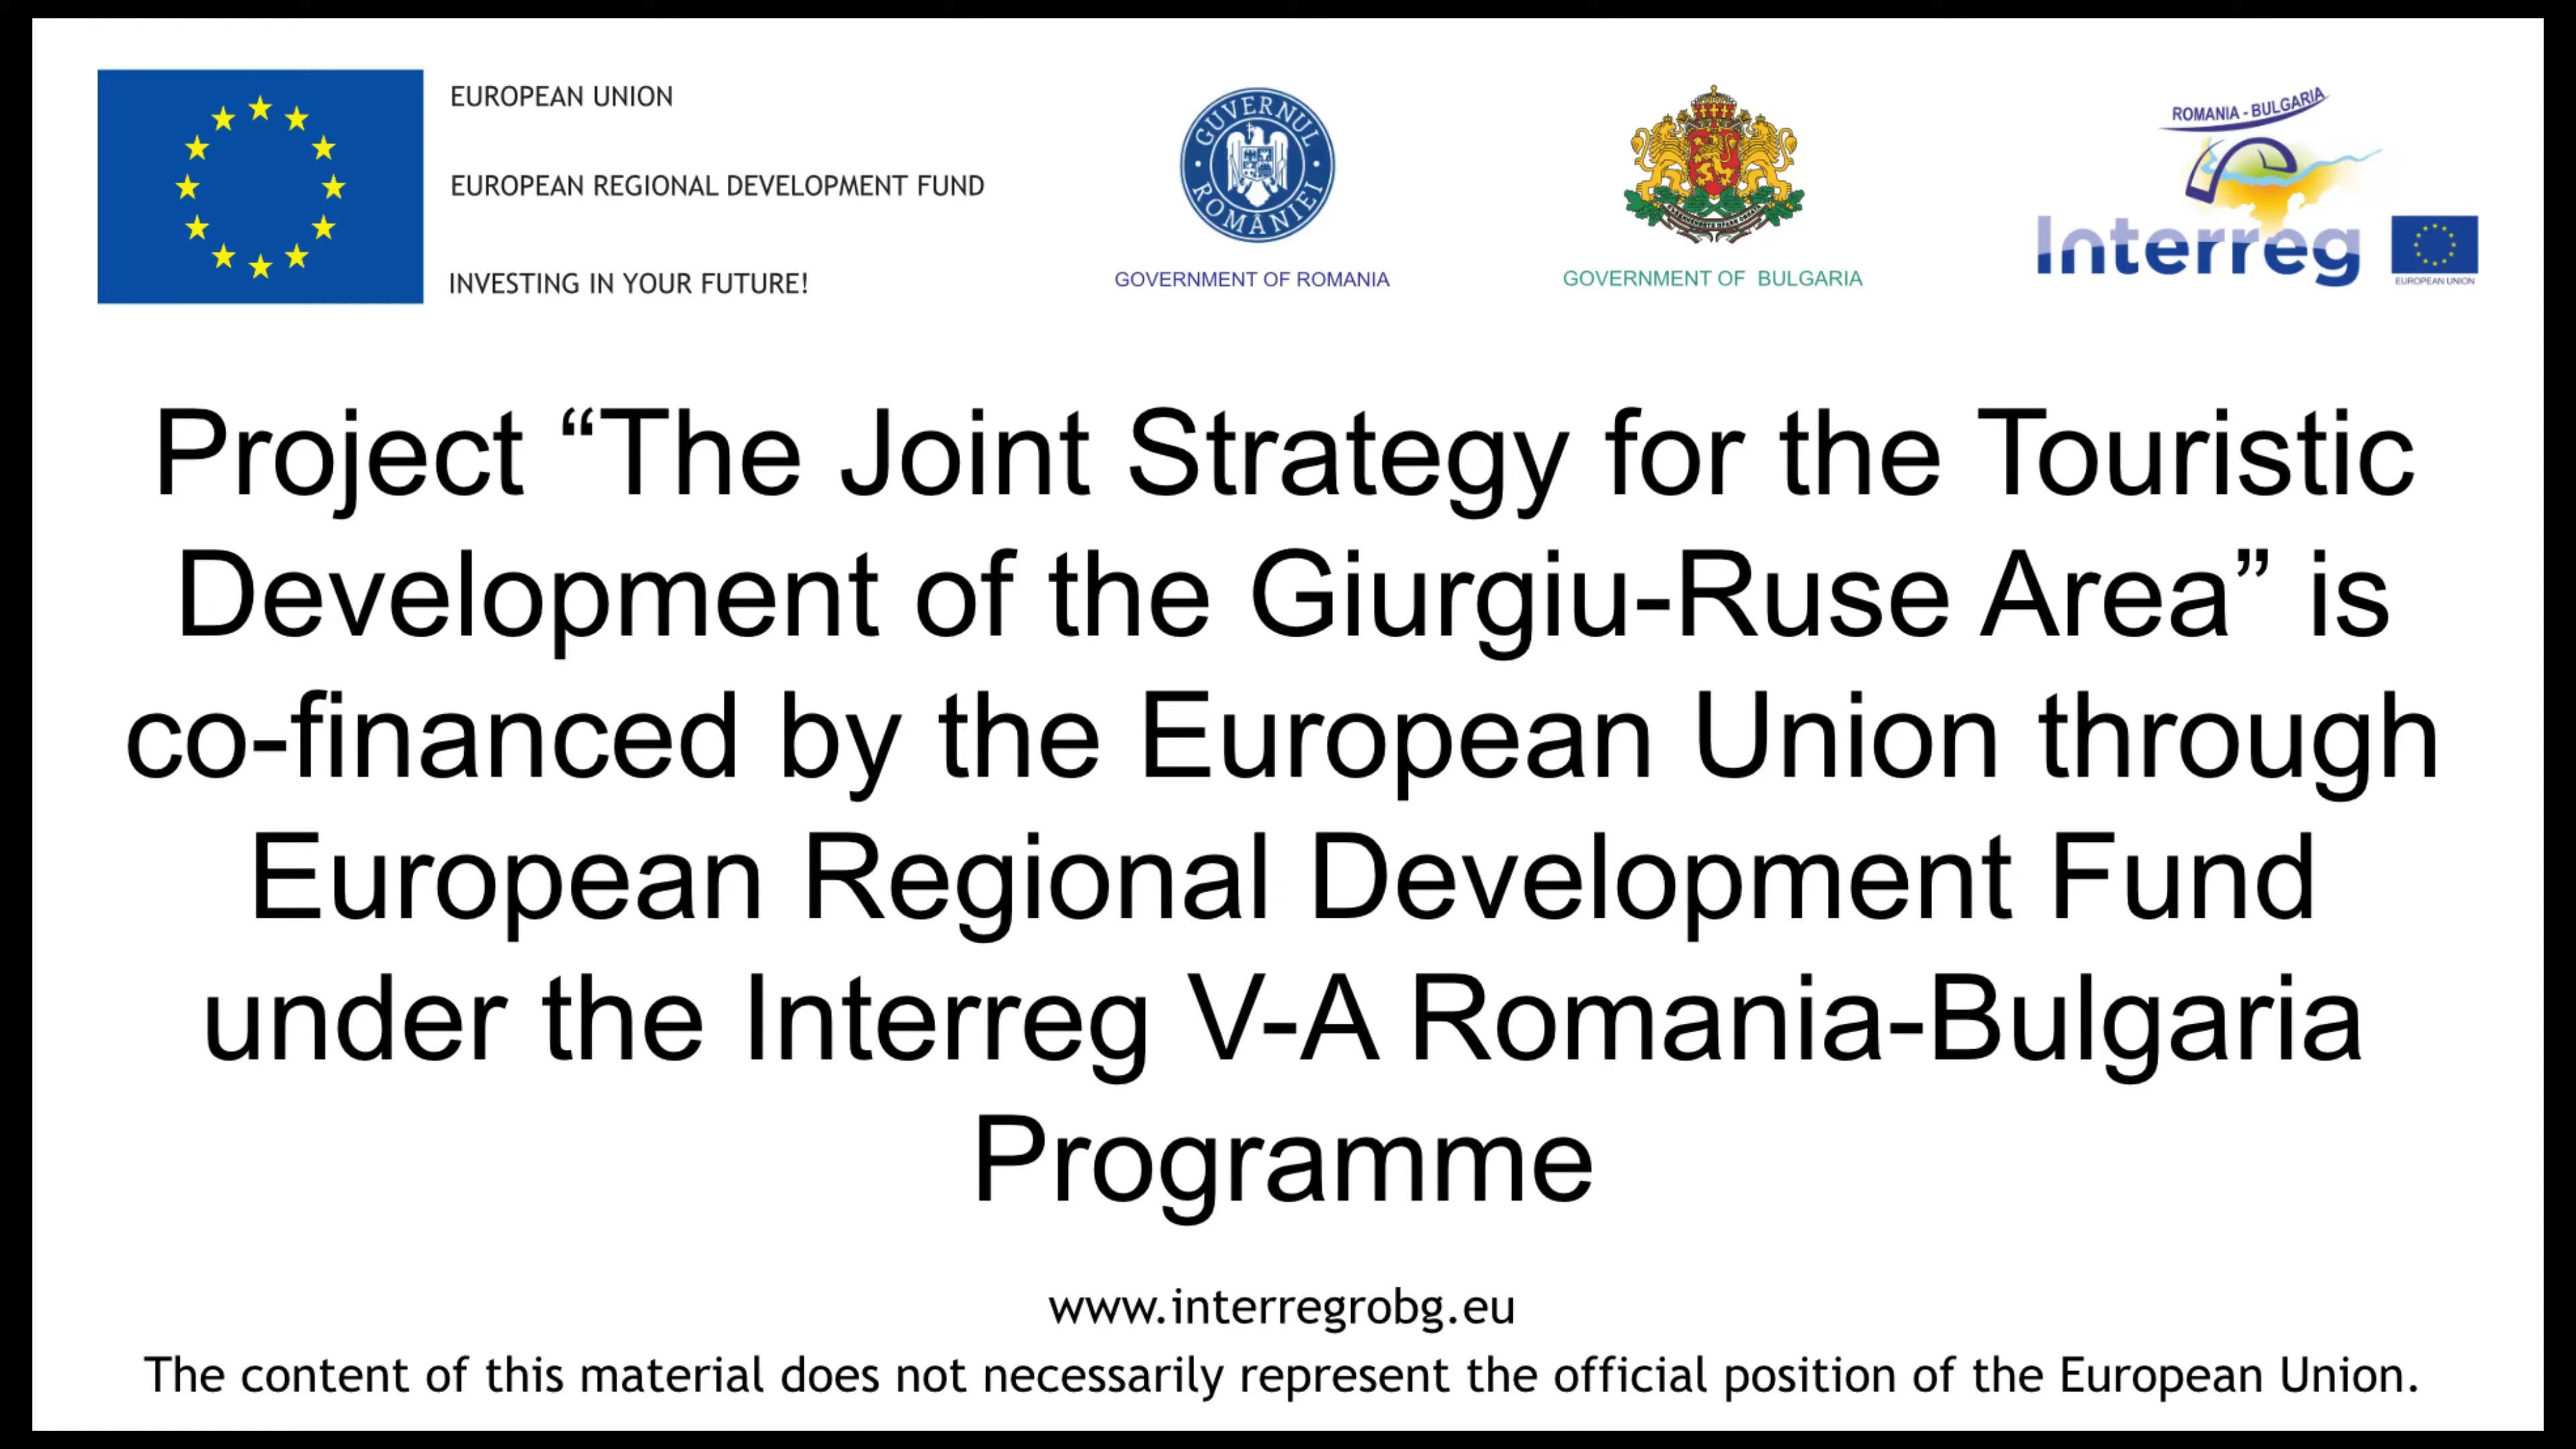 EUROPEAN UNION
EUROPEAN REGIONAL DEVELOPMENT FUND
INVESTING IN YOUR FUTURE!
GUVERNUL ROMÂNIEI
GOVERNMENT OF ROMANIA
GOVERNMENT OF BULGARIA
ROMANIA - BULGARIA
Interreg
EUROPEAN UNION
Project “The Joint Strategy for the Touristic
Development of the Giurgiu-Ruse Area” is
co-financed by the European Union through
European Regional Development Fund
under the Interreg V-A Romania-Bulgaria
Programme
www.interregrobg.eu
The content of this material does not necessarily represent the official position of the European Union.